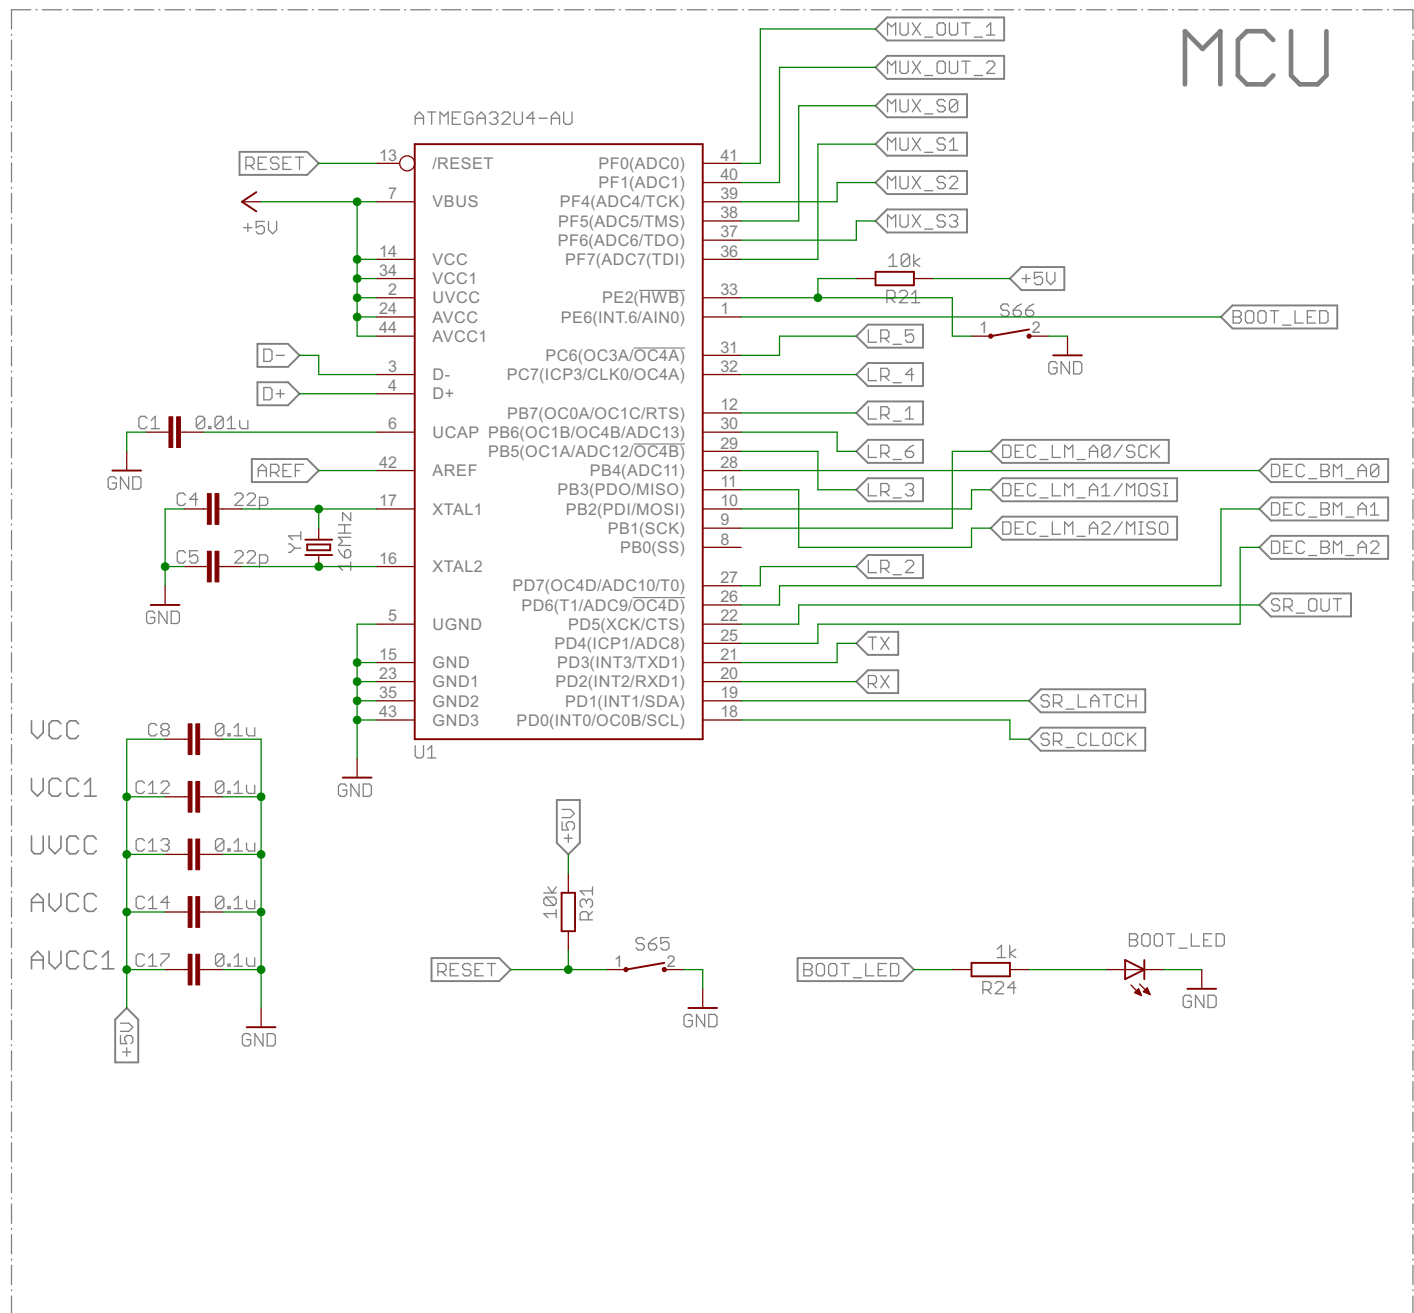 MCU
MUX_OUT_1
MUX_OUT_2
MUX_S0
MUX_S1
MUX_S2
MUX_S3
ATMEGA32U4-AU
RESET 13 /RESET PF0(ADC0) 41
PF1(ADC1) 40
+5V 7 VBUS PF4(ADC4/TCK) 39
PF5(ADC5/TMS) 38
PF6(ADC6/TDO) 37
14 VCC PF7(ADC7(TDI) 36
34 VCC1
10k R21 +5V
2 UVCC PE2(HWB) 33
24 AVCC PE6(INT.6/AIN0) 1 BOOT_LED
44 AVCC1
S66 1 2 GND
PC6(OC3A/OC4A) 31 LR_5
D- 3 D- PC7(ICP3/CLK0/OC4A) 32 LR_4
D+ 4 D+
PB7(OC0A/OC1C/RTS) 12 LR_1
C1 0.01u 6 UCAP PB6(OC1B/OC4B/ADC13) 30 LR_6
GND
PB5(OC1A/ADC12/OC4B) 29 LR_3
DEC_LM_A0/SCK
AREF 42 AREF PB4(ADC11) 28 DEC_BM_A0
PB3(PDO/MISO) 11
DEC_LM_A1/MOSI
C4 22p 17 XTAL1 PB2(PDI/MOSI) 10 DEC_BM_A1
PB1(SCK) 9 DEC_LM_A2/MISO
Y1 16MHz
PB0(SS) 8 DEC_BM_A2
C5 22p 16 XTAL2 LR_2
GND
PD7(OC4D/ADC10/T0) 27
PD6(T1/ADC9/OC4D) 26 SR_OUT
5 UGND PD5(XCK/CTS) 22
PD4(ICP1/ADC8) 25 TX
15 GND PD3(INT3/TXD1) 21
23 GND1 PD2(INT2/RXD1) 20 RX
35 GND2 PD1(INT1/SDA) 19 SR_LATCH
43 GND3 PD0(INT0/OC0B/SCL) 18 SR_CLOCK
U1
GND
VCC C8 0.1u
VCC1 C12 0.1u
UVCC C13 0.1u
AVCC C14 0.1u
AVCC1 C17 0.1u
+5V
GND
+5V
10k R31
RESET S65 1 2
GND
BOOT_LED 1k R24 BOOT_LED
GND